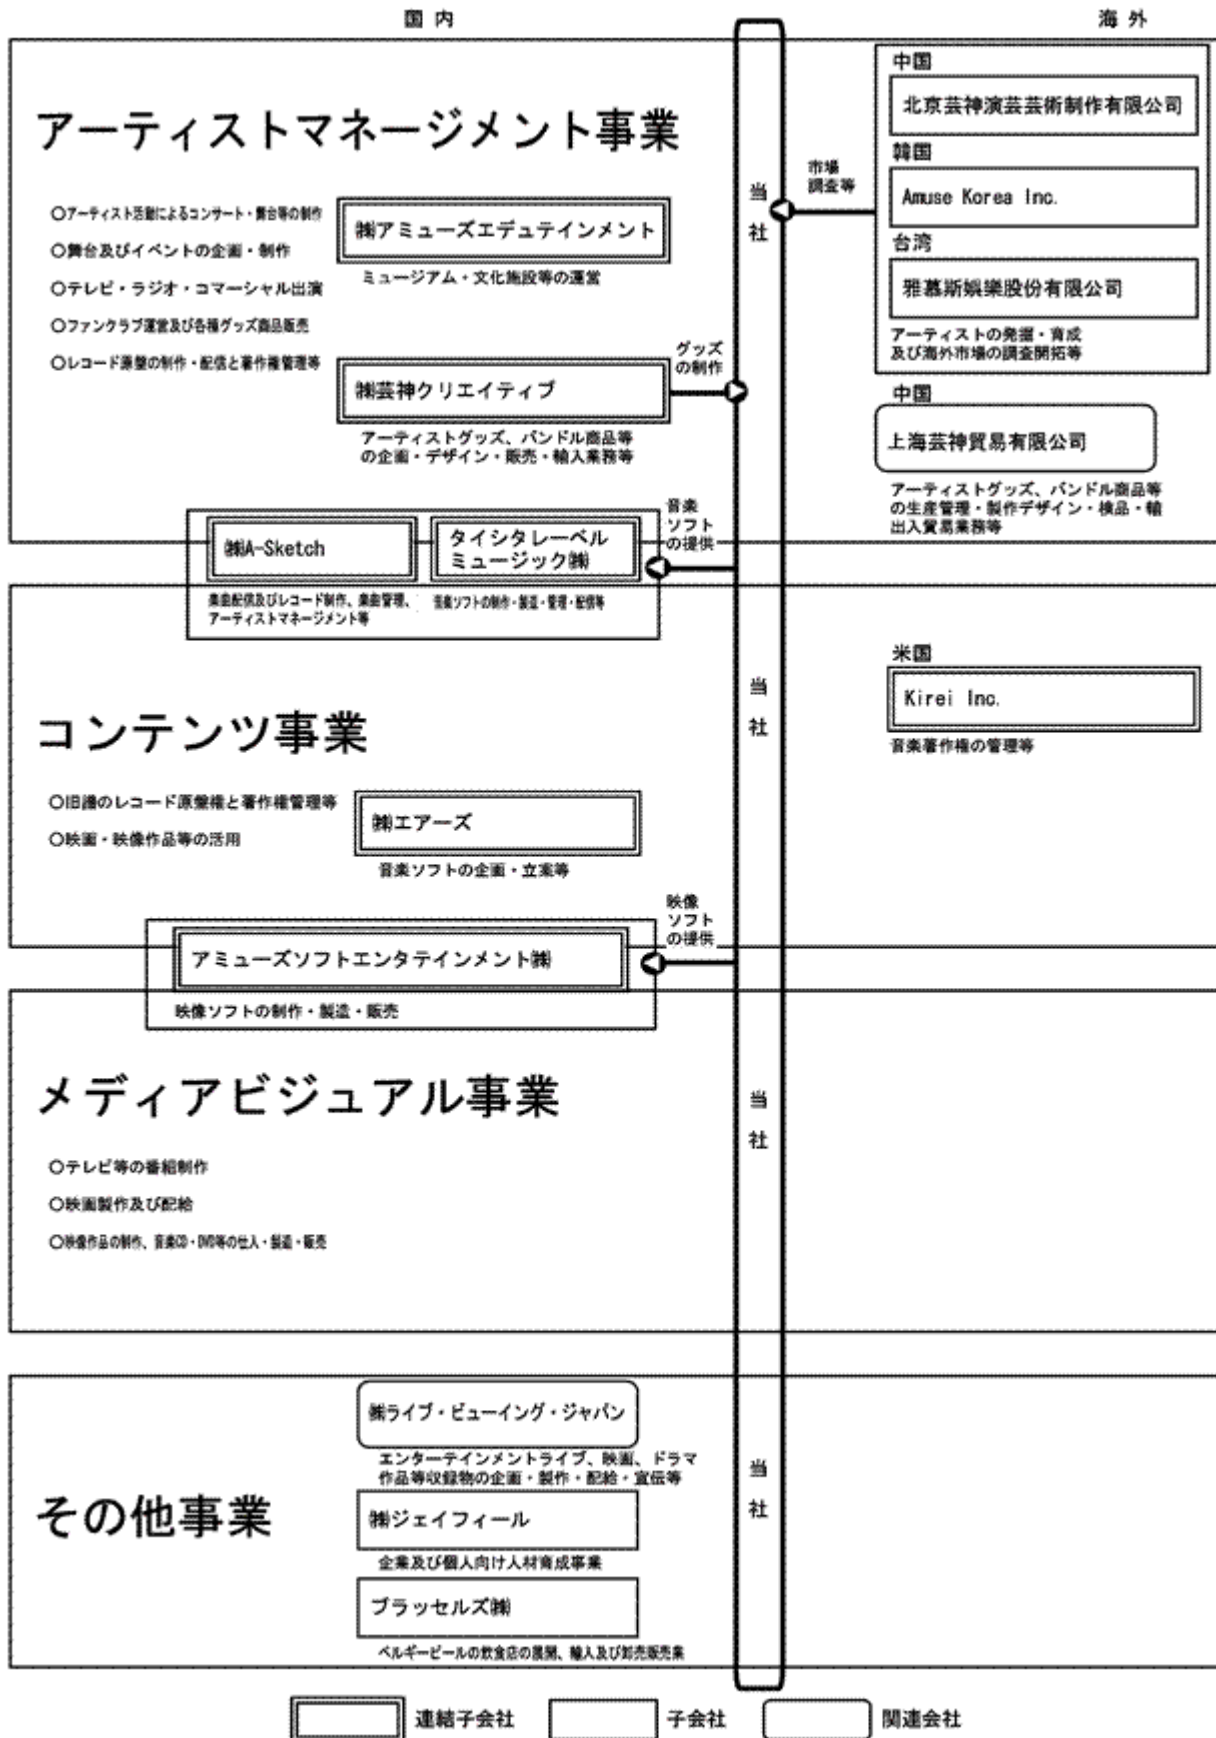 国内
海外
アーティストマネージメント事業
○アーティスト活動によるコンサート・舞台等の制作
○舞台及びイベントの企画・制作
○テレビ・ラジオ・コマーシャル出演
○ファンクラブ運営及び各種グッズ商品販売
○レコード原盤の制作・配信と著作権管理等
㈱アミューズエデュテインメント
ミュージアム・文化施設等の運営
㈱芸神クリエイティブ
アーティストグッズ、バンドル商品等
の企画・デザイン・販売・輸入業務等
グッズ
の制作
当
社
市場
調査等
中国
北京芸神演芸芸術制作有限公司
韓国
Amuse Korea Inc.
台湾
雅慕斯娯樂股份有限公司
アーティストの発掘・育成
及び海外市場の調査開拓等
中国
上海芸神貿易有限公司
アーティストグッズ、バンドル商品等
の生産管理・製作デザイン・検品・輸
出入貿易業務等
㈱A-Sketch
楽曲配信及びレコード制作、楽曲管理、
アーティストマネージメント等
タイシタレーベル
ミュージック㈱
音楽ソフトの制作・製造・管理・配信等
音楽
ソフト
の提供
コンテンツ事業
○旧譜のレコード原盤権と著作権管理等
○映画・映像作品等の活用
㈱エアーズ
音楽ソフトの企画・立案等
当
社
米国
Kirei Inc.
音楽著作権の管理等
アミューズソフトエンタテインメント㈱
映像ソフトの制作・製造・販売
映像
ソフト
の提供
メディアビジュアル事業
○テレビ等の番組制作
○映画製作及び配給
○映像作品の制作、音楽CD・DVD等の仕入・製造・販売
当
社
その他事業
㈱ライブ・ビューイング・ジャパン
エンターテインメントライブ、映画、ドラマ
作品等収録物の企画・製作・配給・宣伝等
㈱ジェイフィール
企業及び個人向け人材育成事業
ブラッセルズ㈱
ベルギービールの飲食店の展開、輸入及び卸売販売業
当
社
連結子会社
子会社
関連会社